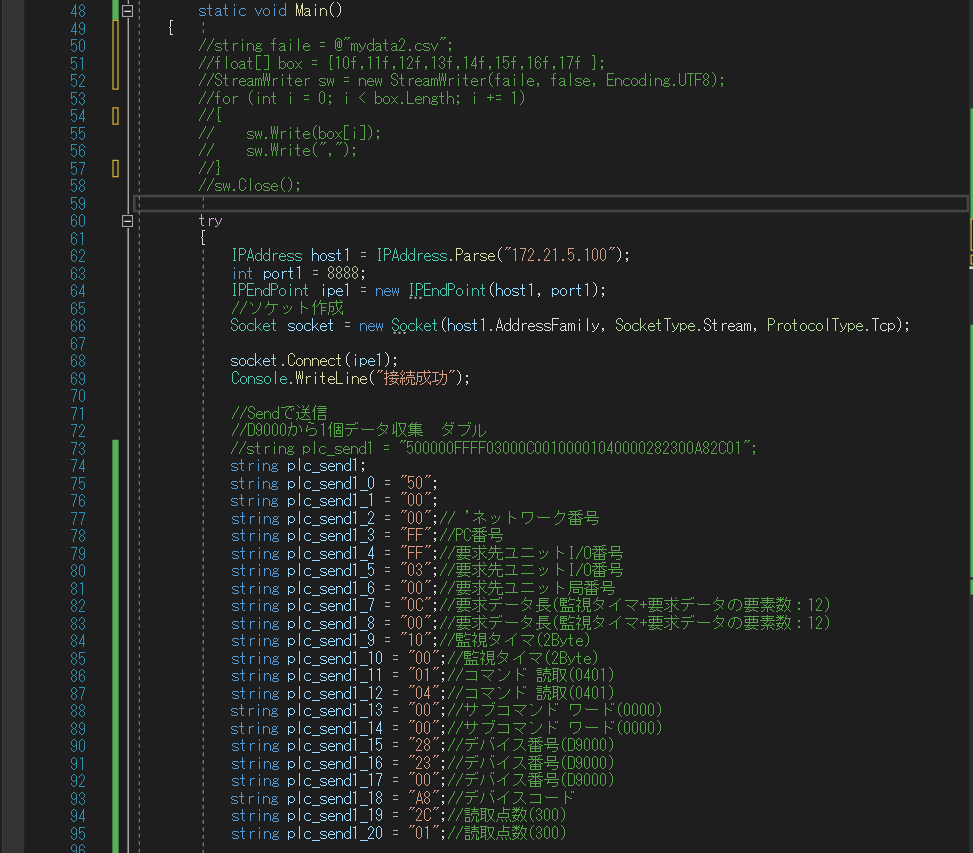 48 static void Main()
49 {
50 //string faile = @"mydata2.csv";
51 //float[] box = {10f,11f,12f,13f,14f,15f,16f,17f };
52 //StreamWriter sw = new StreamWriter(faile, false, Encoding.UTF8);
53 //for (int i = 0; i < box.Length; i += 1)
54 //{
55 //    sw.Write(box[i]);
56 //    sw.Write(",");
57 //}
58 //sw.Close();
59
60 try
61 {
62 IPAddress host1 = IPAddress.Parse("172.21.5.100");
63 int port1 = 8888;
64 IPEndPoint ipe1 = new IPEndPoint(host1, port1);
65 //ソケット作成
66 Socket socket = new Socket(host1.AddressFamily, SocketType.Stream, ProtocolType.Tcp);
67
68 socket.Connect(ipe1);
69 Console.WriteLine("接続成功");
70
71 //Sendで送信
72 //D9000から1個データ収集　ダブル
73 //string plc_send1 = "500000FFFF03000C00100001040000282300A82C01";
74 string plc_send1;
75 string plc_send1_0 = "50";
76 string plc_send1_1 = "00";
77 string plc_send1_2 = "00";// 'ネットワーク番号
78 string plc_send1_3 = "FF";//PC番号
79 string plc_send1_4 = "FF";//要求先ユニットI/O番号
80 string plc_send1_5 = "03";//要求先ユニットI/O番号
81 string plc_send1_6 = "00";//要求先ユニット局番号
82 string plc_send1_7 = "0C";//要求データ長(監視タイマ+要求データの要素数：12)
83 string plc_send1_8 = "00";//要求データ長(監視タイマ+要求データの要素数：12)
84 string plc_send1_9 = "10";//監視タイマ(2Byte)
85 string plc_send1_10 = "00";//監視タイマ(2Byte)
86 string plc_send1_11 = "01";//コマンド 読取(0401)
87 string plc_send1_12 = "04";//コマンド 読取(0401)
88 string plc_send1_13 = "00";//サブコマンド ワード(0000)
89 string plc_send1_14 = "00";//サブコマンド ワード(0000)
90 string plc_send1_15 = "28";//デバイス番号(D9000)
91 string plc_send1_16 = "23";//デバイス番号(D9000)
92 string plc_send1_17 = "00";//デバイス番号(D9000)
93 string plc_send1_18 = "A8";//デバイスコード
94 string plc_send1_19 = "2C";//読取点数(300)
95 string plc_send1_20 = "01";//読取点数(300)
96